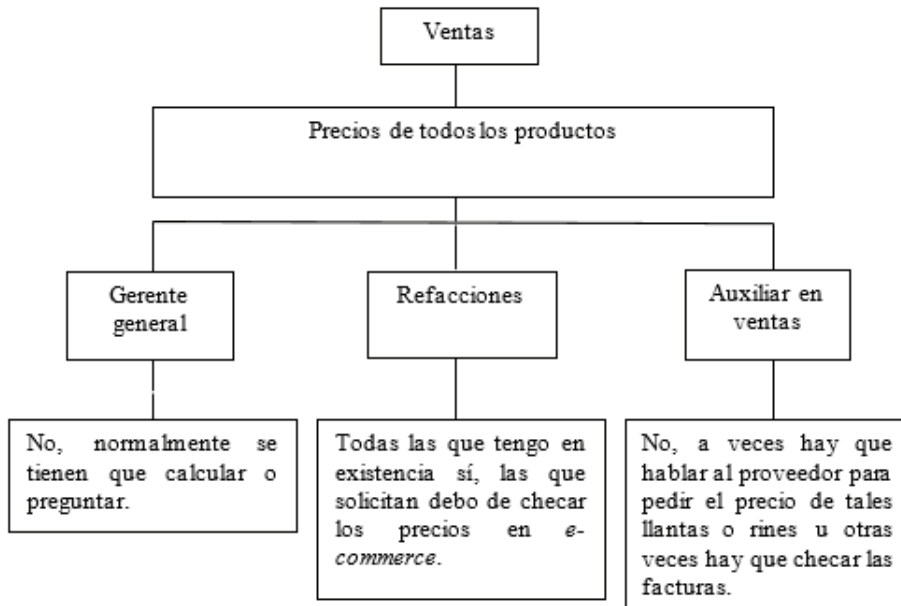 Ventas
Precios de todos los productos
Gerente
general
Refacciones
Auxiliar en
ventas
No, normalmente se
tienen que calcular o
preguntar.
Todas las que tengo en
existencia sí, las que
solicitan debo de checar
los precios en e-
commerce.
No, a veces hay que
hablar al proveedor para
pedir el precio de tales
llantas o rines u otras
veces hay que checar las
facturas.